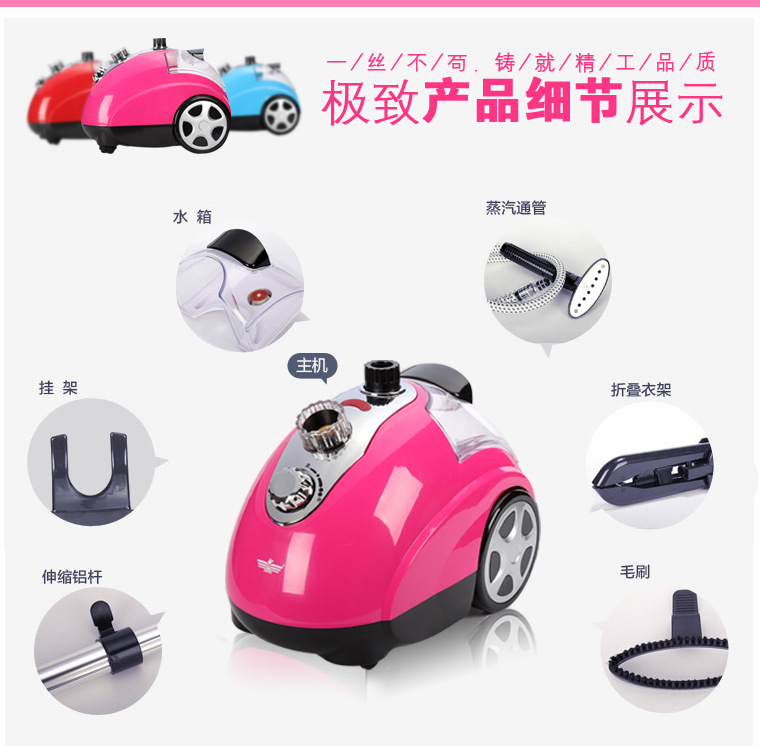 一/丝/不/苟.铸/就/精/工/品/质
极致产品细节展示
水 箱
蒸汽通管
主机
挂 架
折叠衣架
伸缩铝杆
毛刷